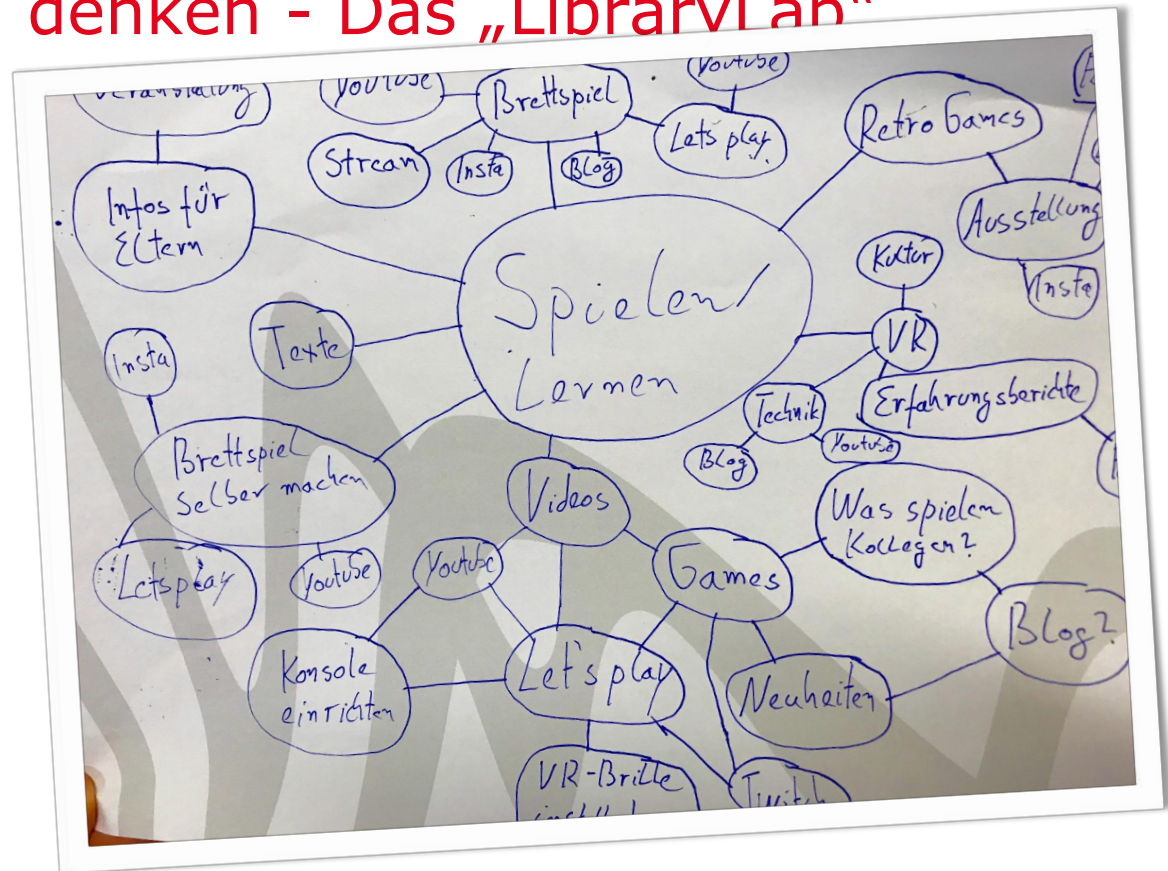 denken - Das „LibraryLab“
Veranstaltung
Youtube
Brettspiel
Youtube
Retro Games
Let's play
Stream
Insta
Blog
Infos für
Eltern
Ausstellung
Kultur
Insta
Spielen/
Lernen
VR
Texte
Insta
Technik
Erfahrungsberichte
Youtube
Blog
Brettspiel
selber machen
Videos
Was spielen
Kollegen?
Letsplay
Youtube
Youtube
Games
Blog?
Konsole
einrichten
Let's play
Neuheiten
VR-Brille
Twitch